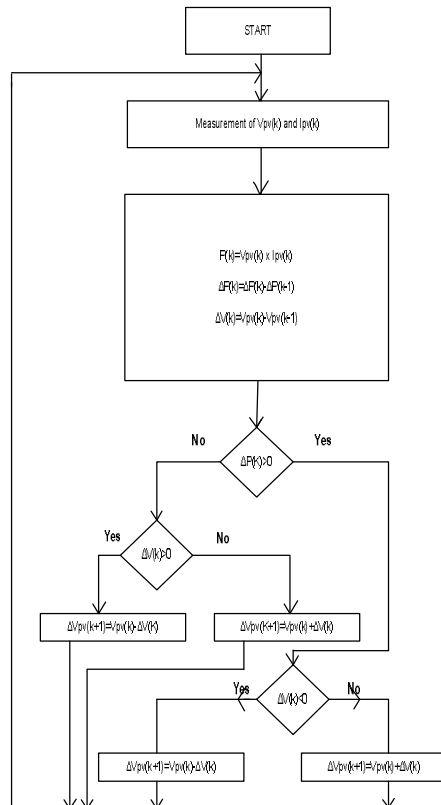 START
Measurement of Vpv(k) and Ipv(k)
P(k)=Vpv(k) x Ipv(k)
ΔP(k)=ΔP(k)-ΔP(k-1)
ΔV(k)=Vpv(k)-Vpv(k-1)
No
Yes
ΔP(K)>0
Yes
ΔV(k)>0
No
ΔVpv(k+1)=Vpv(k)-ΔV(K)
ΔVpv(K+1)=Vpv(k)+ΔV(k)
Yes
ΔV(k)<0
No
ΔVpv(k+1)=Vpv(k)-ΔV(k)
ΔVpv(k+1)=Vpv(k)+ΔV(k)